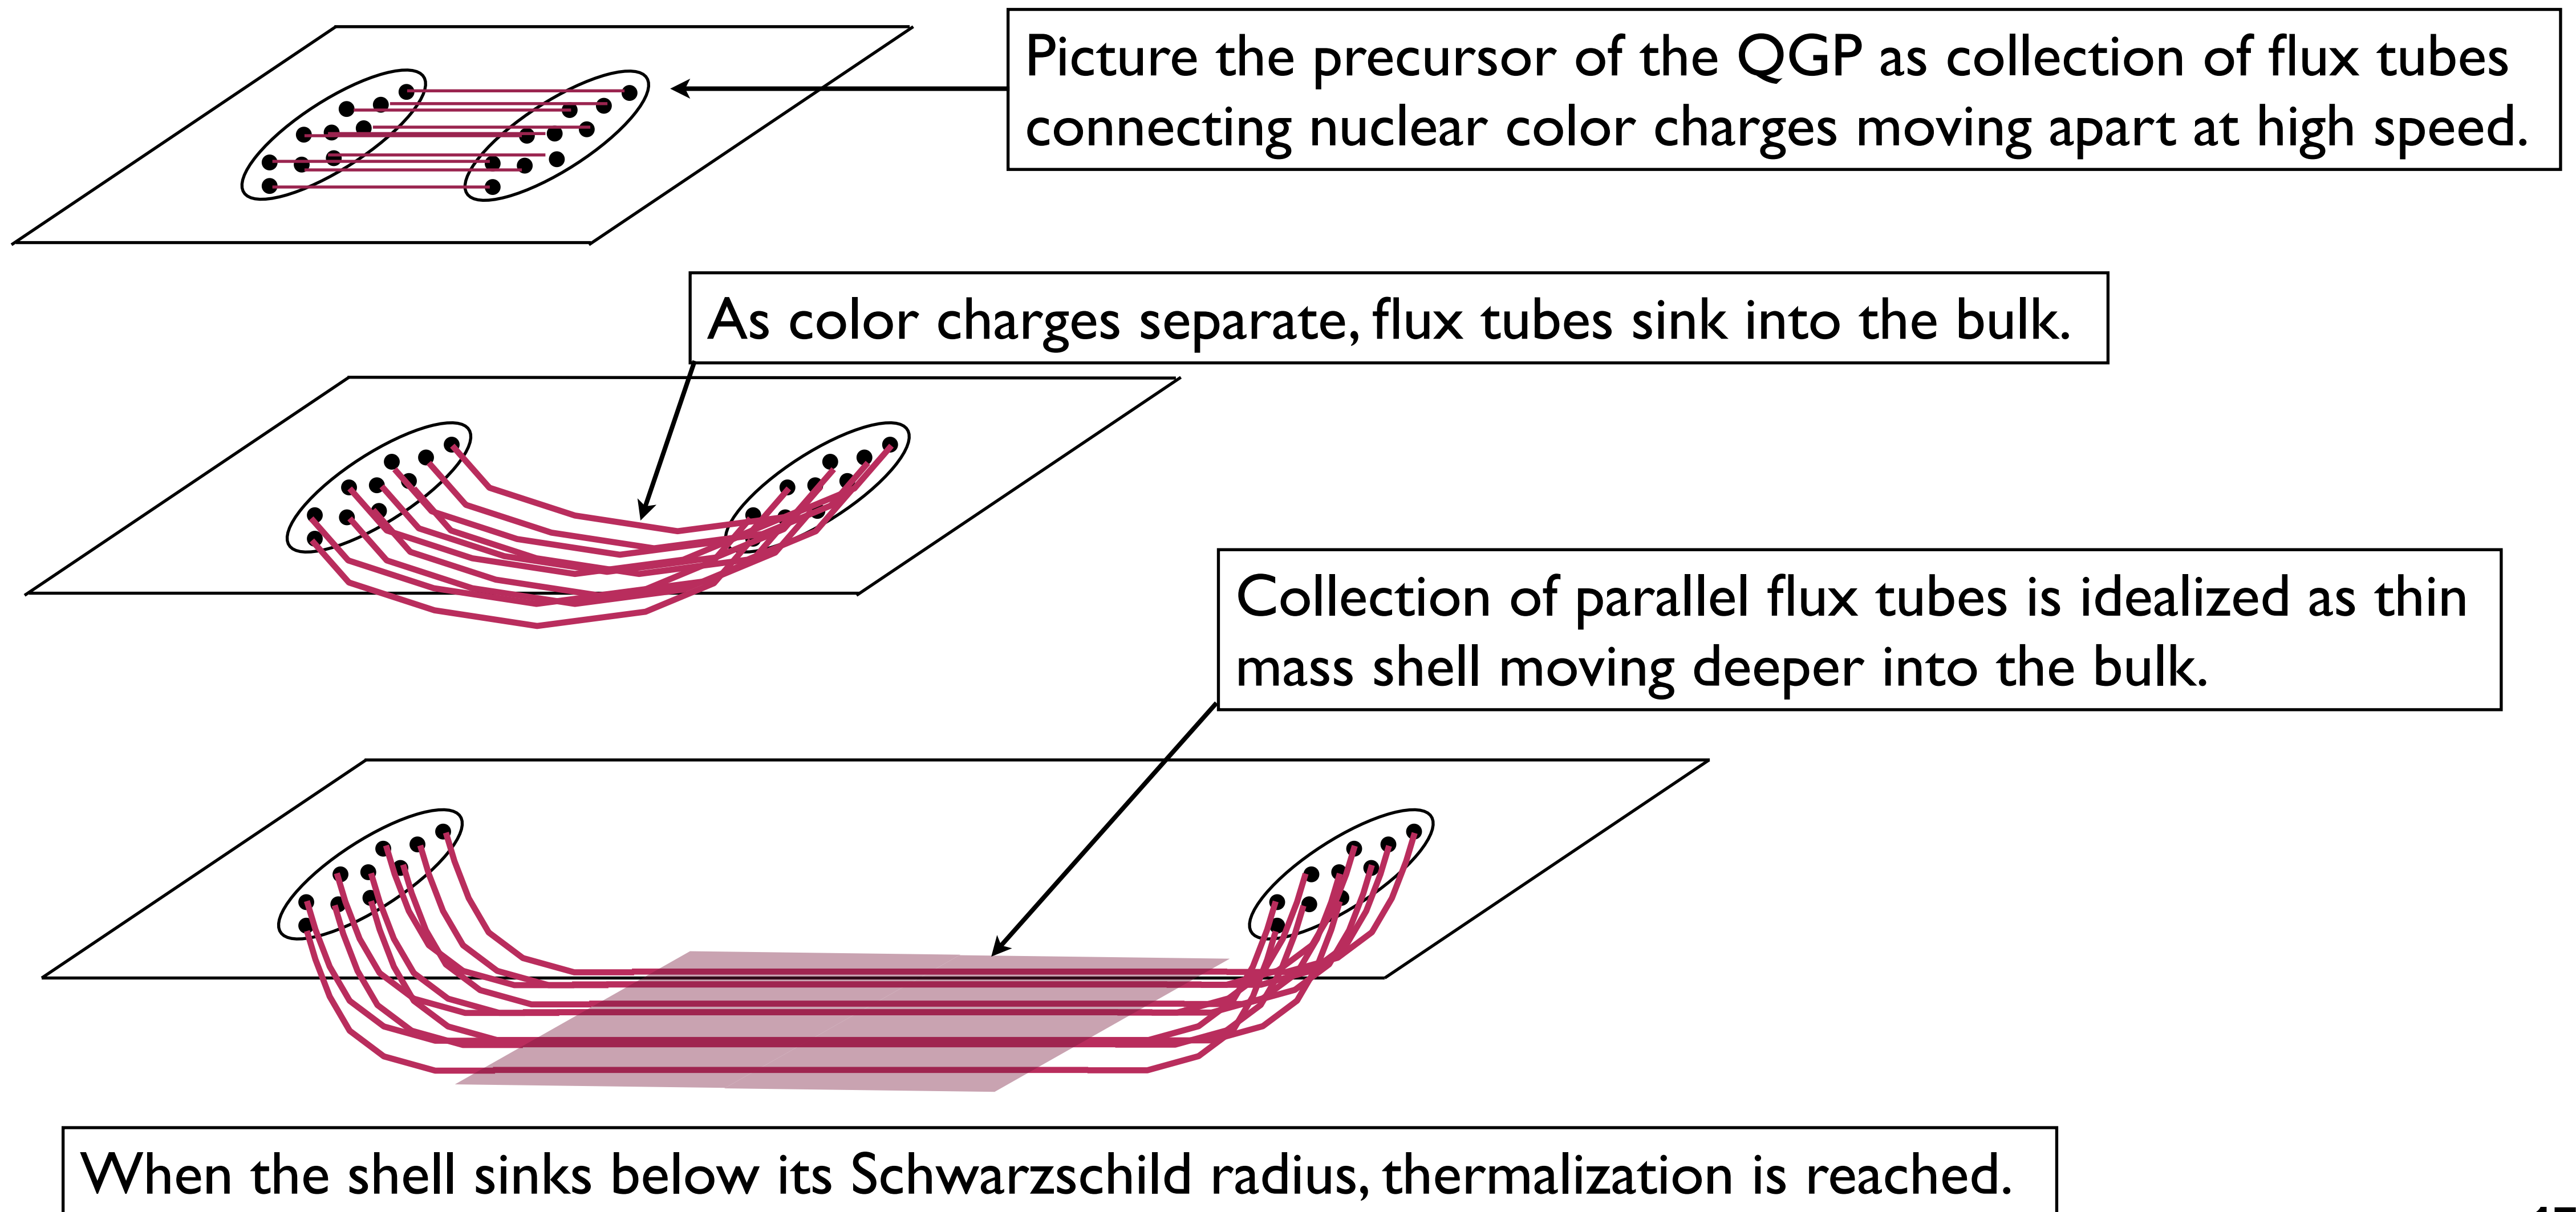 Picture the precursor of the QGP as collection of flux tubes
connecting nuclear color charges moving apart at high speed.
As color charges separate, flux tubes sink into the bulk.
Collection of parallel flux tubes is idealized as thin
mass shell moving deeper into the bulk.
When the shell sinks below its Schwarzschild radius, thermalization is reached.